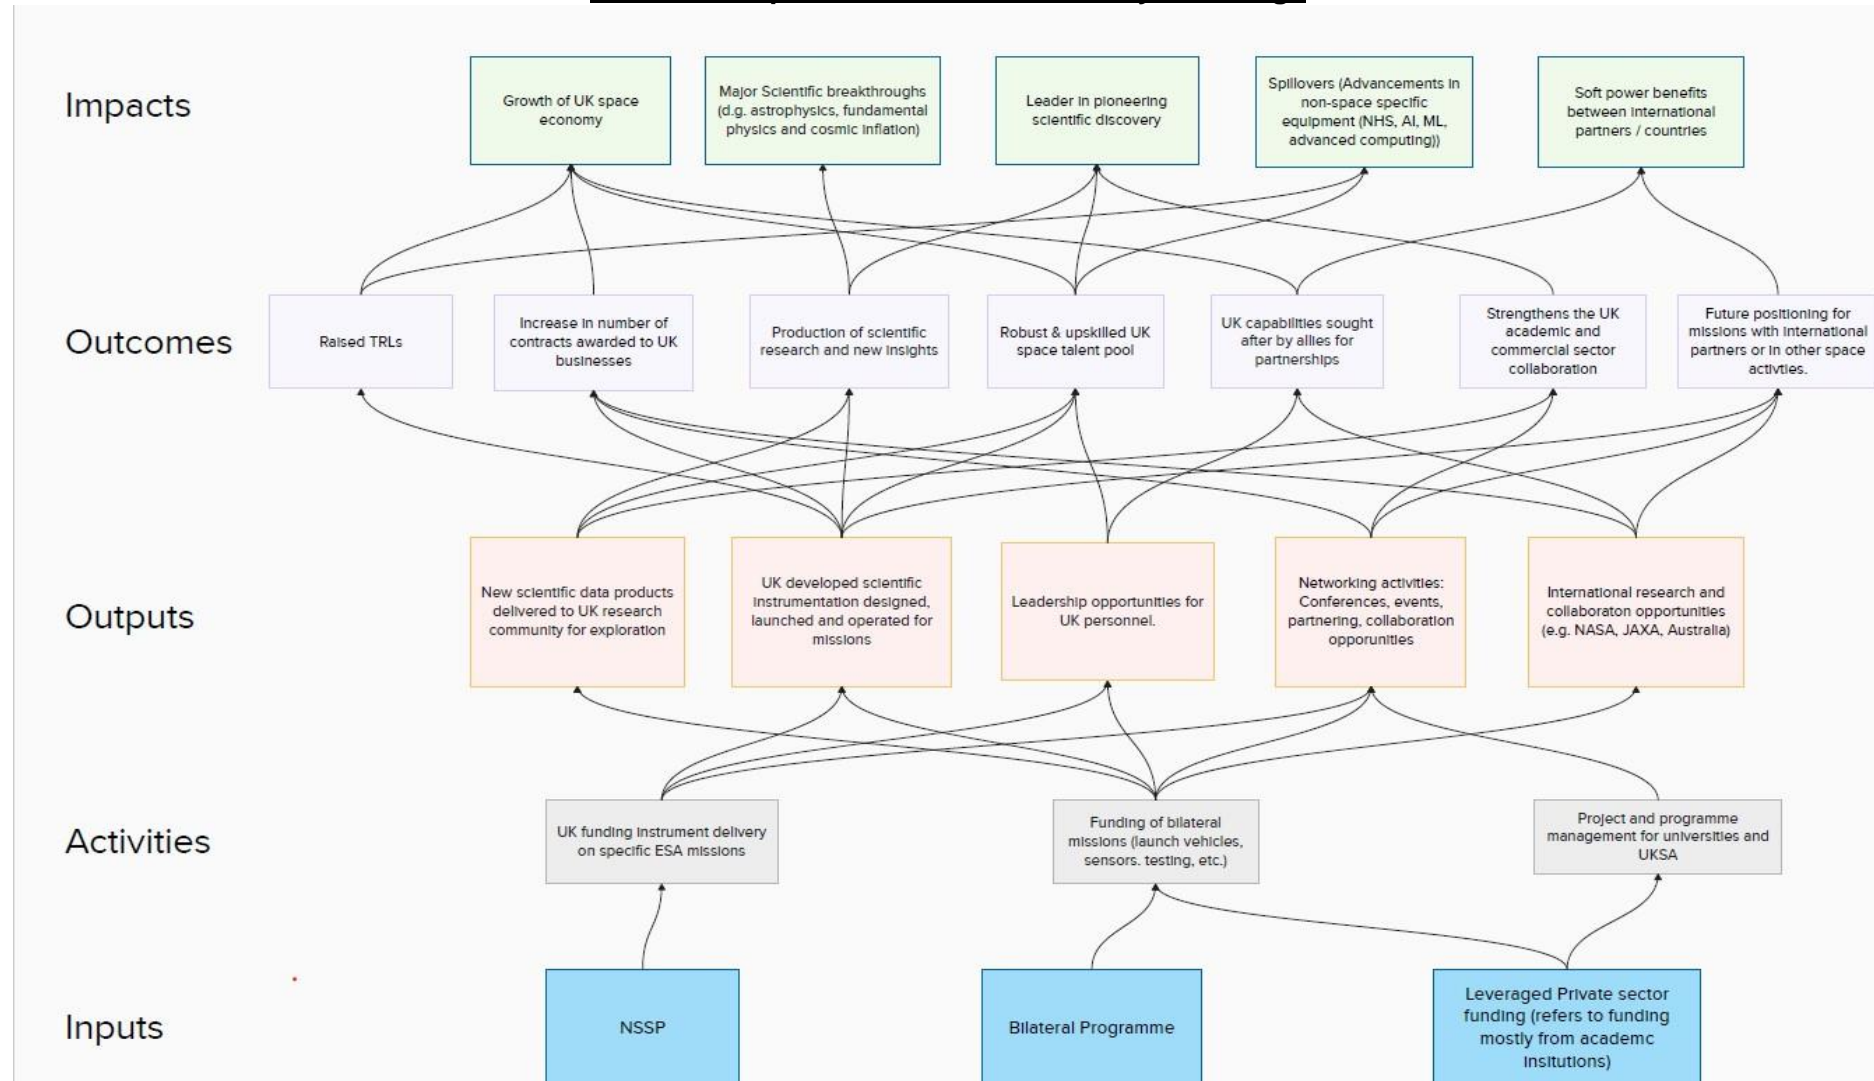 Impacts
Growth of UK space
economy
Major Scientific breakthroughs
(d.g. astrophysics, fundamental
physics and cosmic inflation)
Leader in pioneering
scientific discovery
Spillovers (Advancements in
non-space specific
equipment (NHS, AI, ML,
advanced computing))
Soft power benefits
between international
partners / countries
Outcomes
Raised TRLs
Increase in number of
contracts awarded to UK
businesses
Production of scientific
research and new insights
Robust & upskilled UK
space talent pool
UK capabilities sought
after by allies for
partnerships
Strengthens the UK
academic and
commercial sector
collaboration
Future positioning for
missions with international
partners or in other space
activties.
Outputs
New scientific data products
delivered to UK research
community for exploration
UK developed scientific
instrumentation designed,
launched and operated for
missions
Leadership opportunities for
UK personnel.
Networking activities:
Conferences, events,
partnering, collaboration
opporunities
International research and
collaboraton opportunities
(e.g. NASA, JAXA, Australia)
Activities
UK funding instrument delivery
on specific ESA missions
Funding of bilateral
missions (launch vehicles,
sensors. testing, etc.)
Project and programme
management for universities and
UKSA
Inputs
NSSP
Bilateral Programme
Leveraged Private sector
funding (refers to funding
mostly from academc
insitutions)